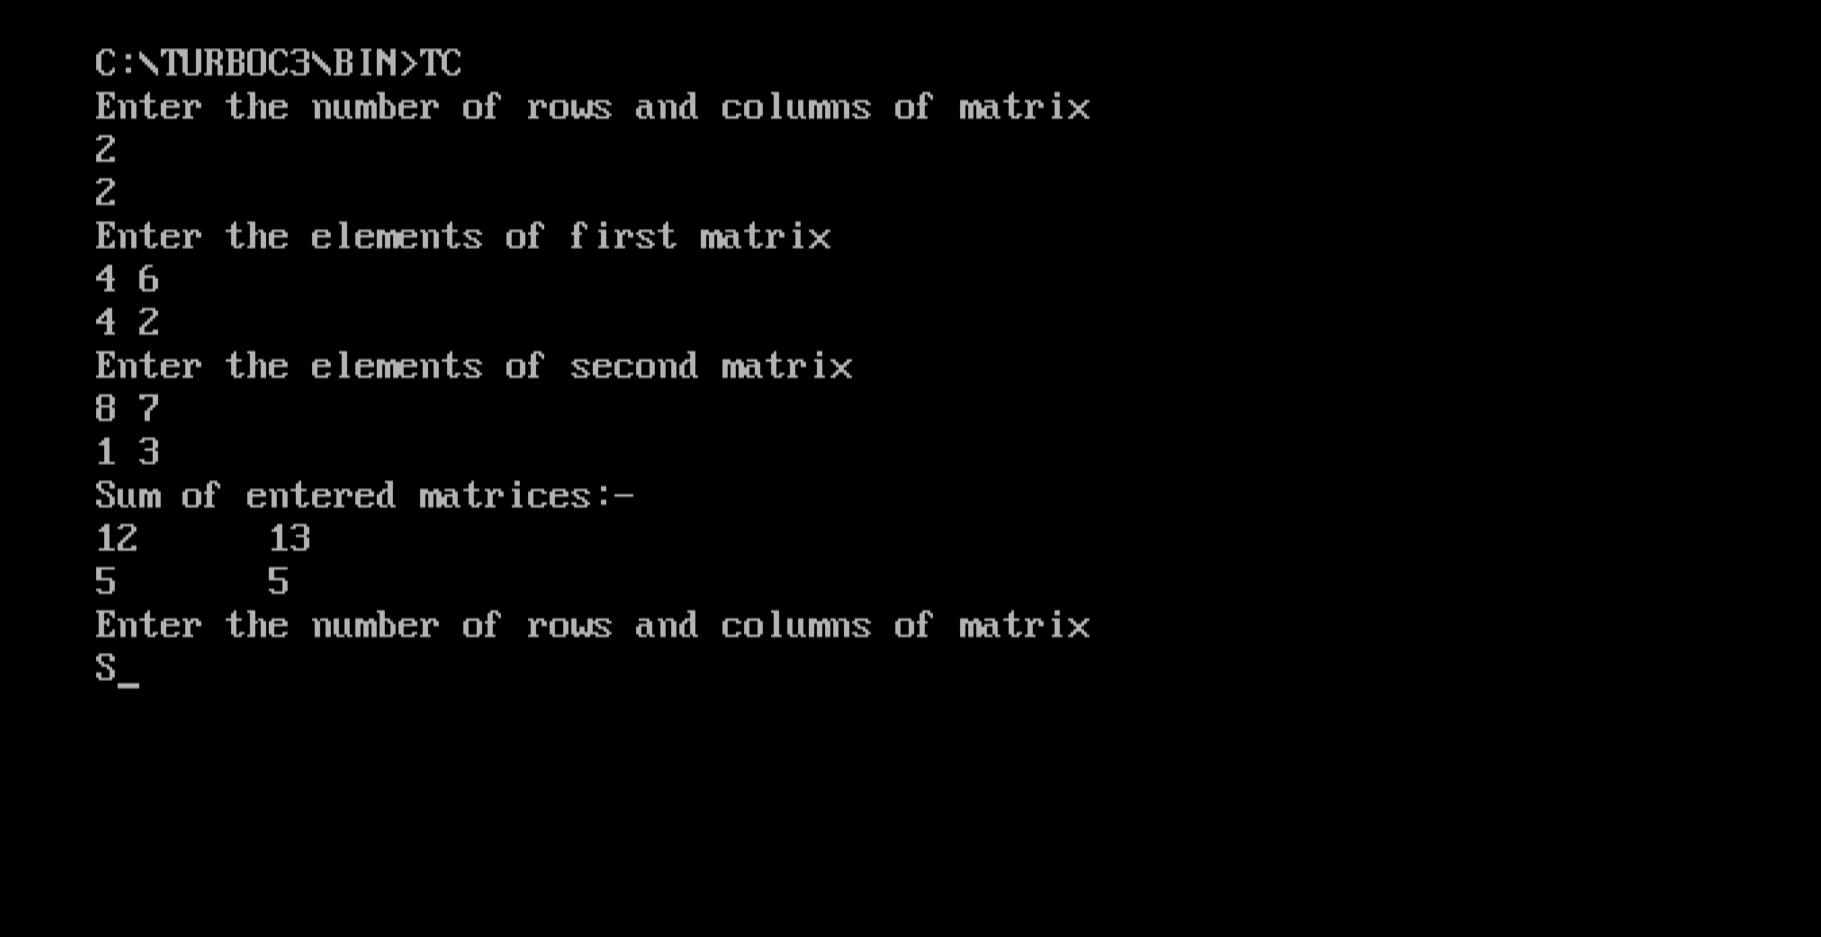 C:\TURBOC3\BIN>TC
Enter the number of rows and columns of matrix
2
2
Enter the elements of first matrix
4 6
4 2
Enter the elements of second matrix
8 7
1 3
Sum of entered matrices:-
12      13
5       5
Enter the number of rows and columns of matrix
S_